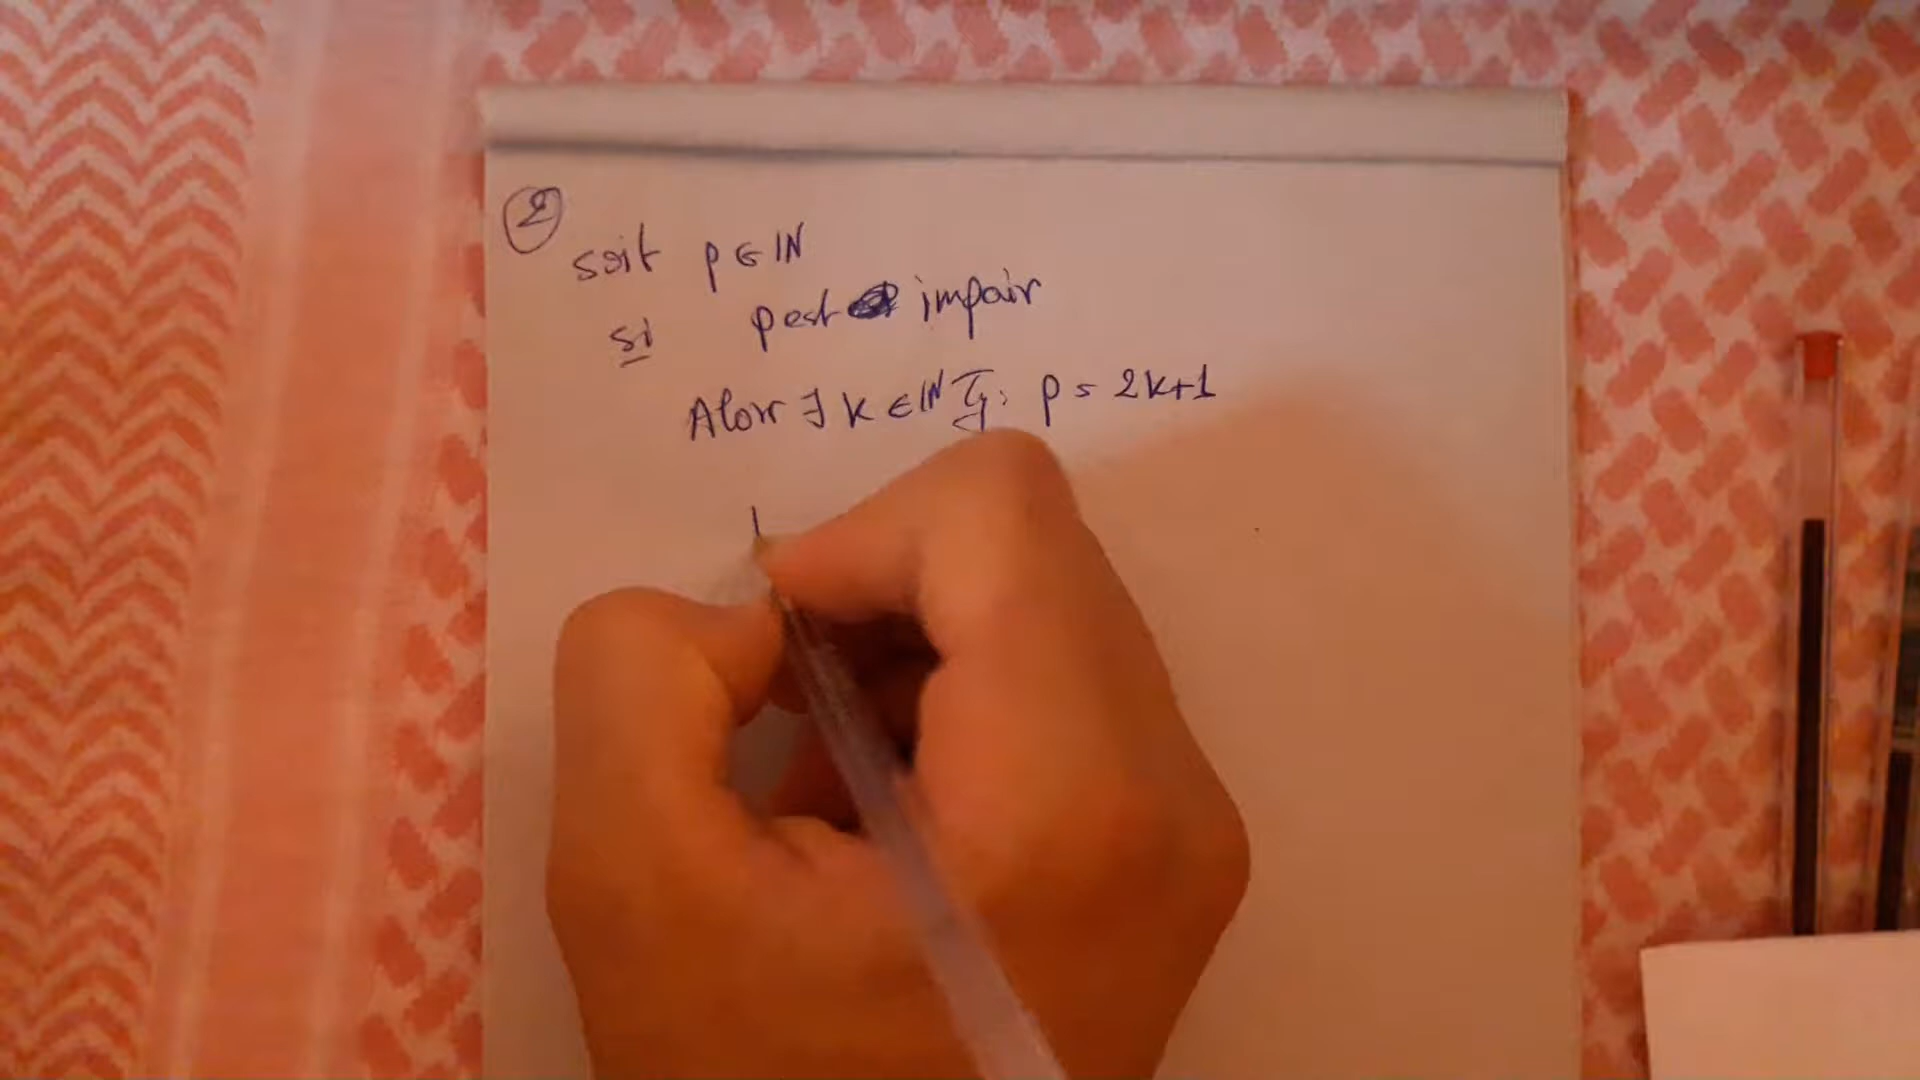 ②
soit p ∈ IN
si p est impair
Alors ∃ k ∈ IN Tq: p = 2k+1